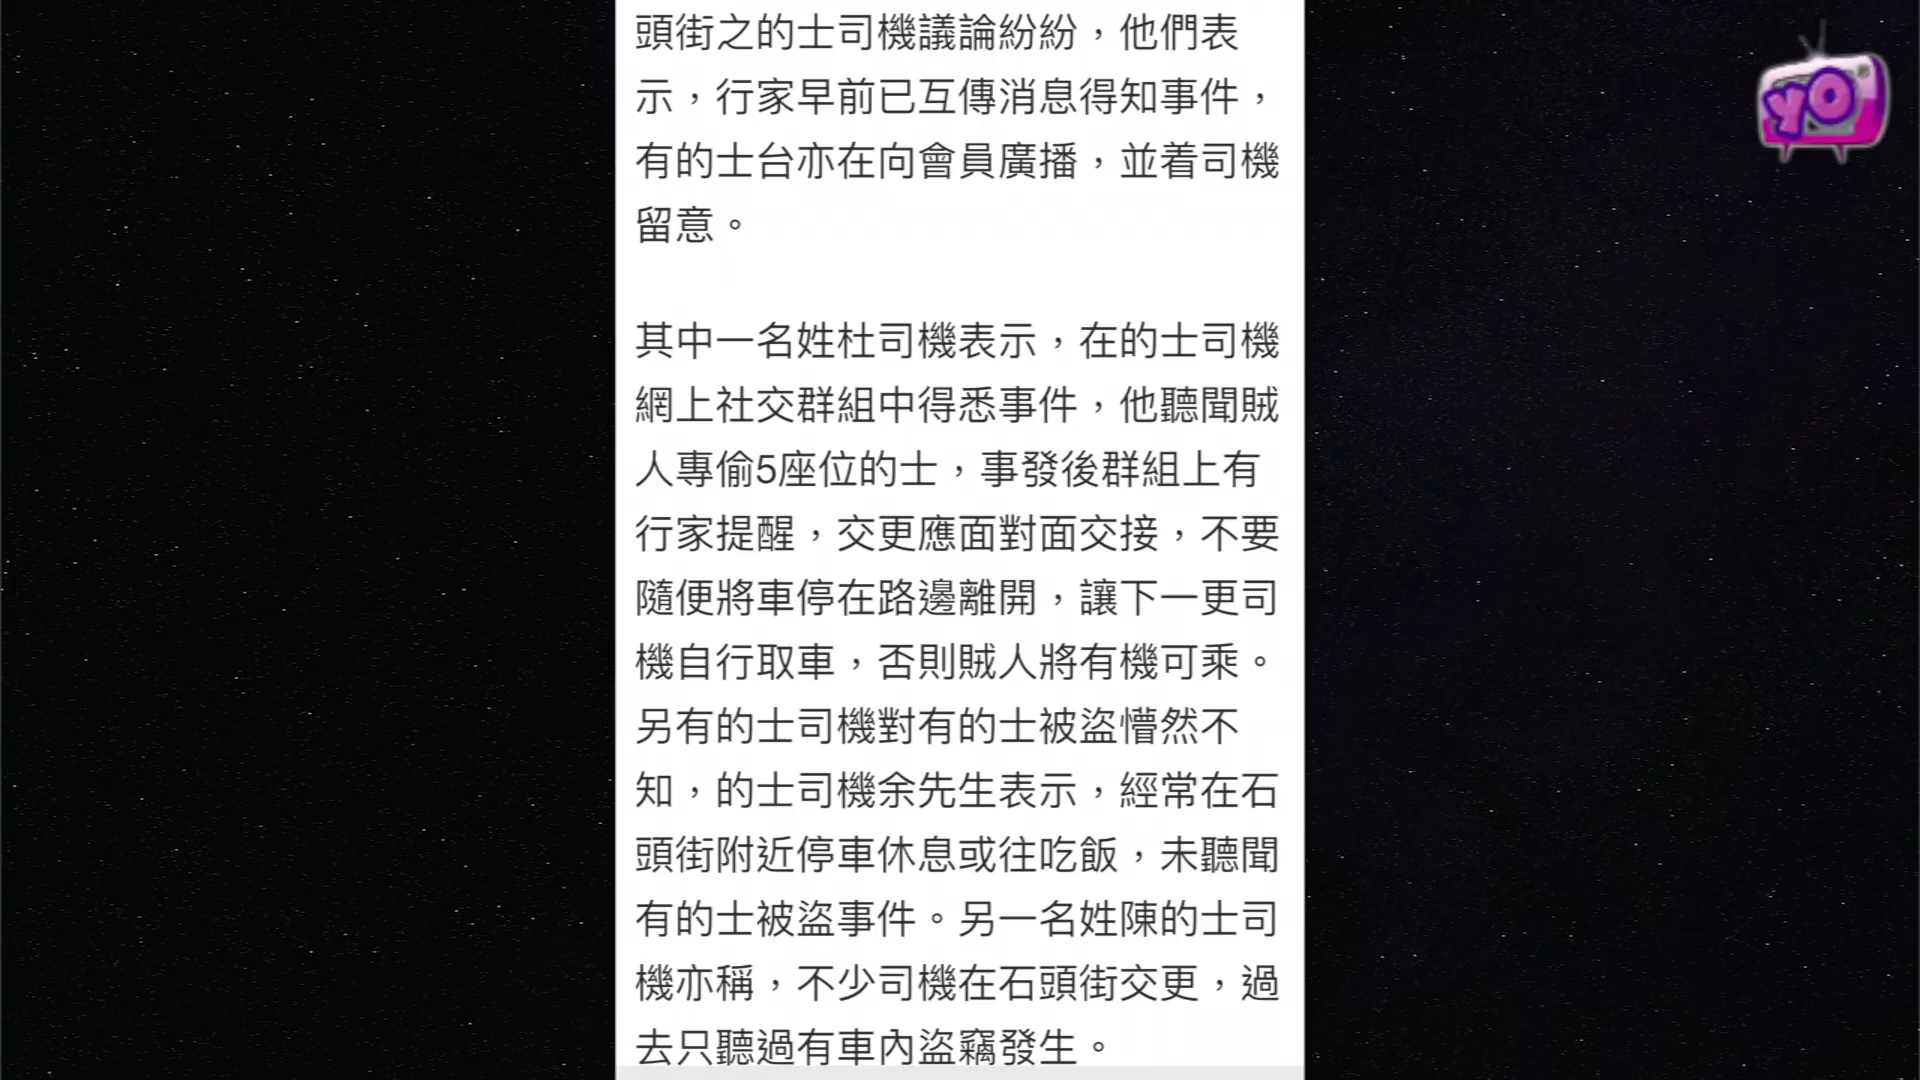 頭街之的士司機議論紛紛，他們表
示，行家早前已互傳消息得知事件，
有的士台亦在向會員廣播，並着司機
留意。
其中一名姓杜司機表示，在的士司機
網上社交群組中得悉事件，他聽聞賊
人專偷5座位的士，事發後群組上有
行家提醒，交更應面對面交接，不要
隨便將車停在路邊離開，讓下一更司
機自行取車，否則賊人將有機可乘。
另有的士司機對有的士被盜懵然不
知，的士司機余先生表示，經常在石
頭街附近停車休息或往吃飯，未聽聞
有的士被盜事件。另一名姓陳的士司
機亦稱，不少司機在石頭街交更，過
去只聽過有車內盜竊發生。
YO